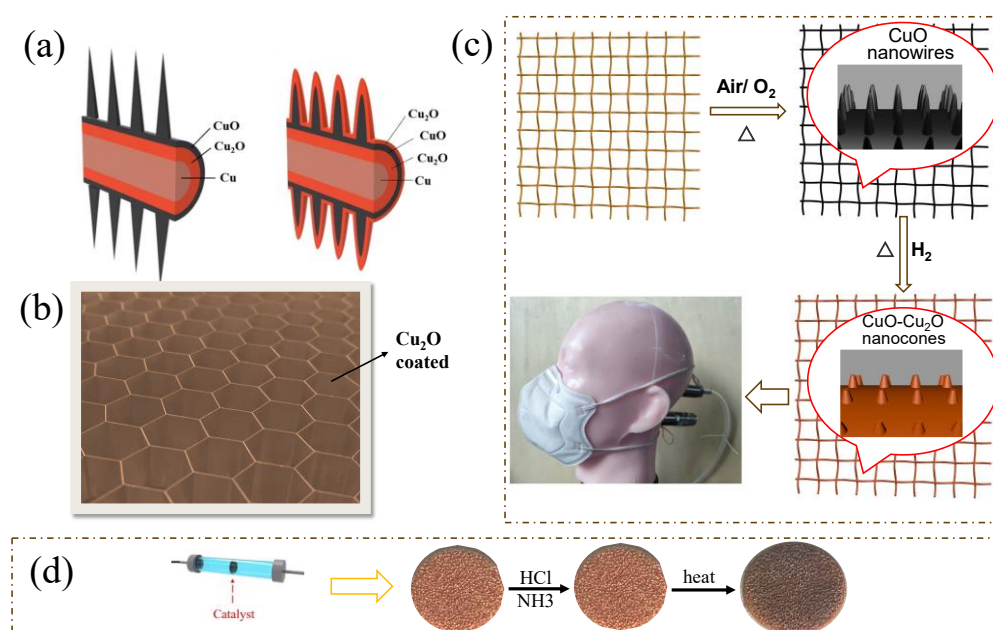 (a)
CuO
Cu₂O
Cu
Cu₂O
CuO
Cu₂O
Cu
(b)
Cu₂O
coated
(c)
Air/ O₂
△
CuO
nanowires
△ H₂
CuO-Cu₂O
nanocones
(d)
Catalyst
HCl
NH3
heat